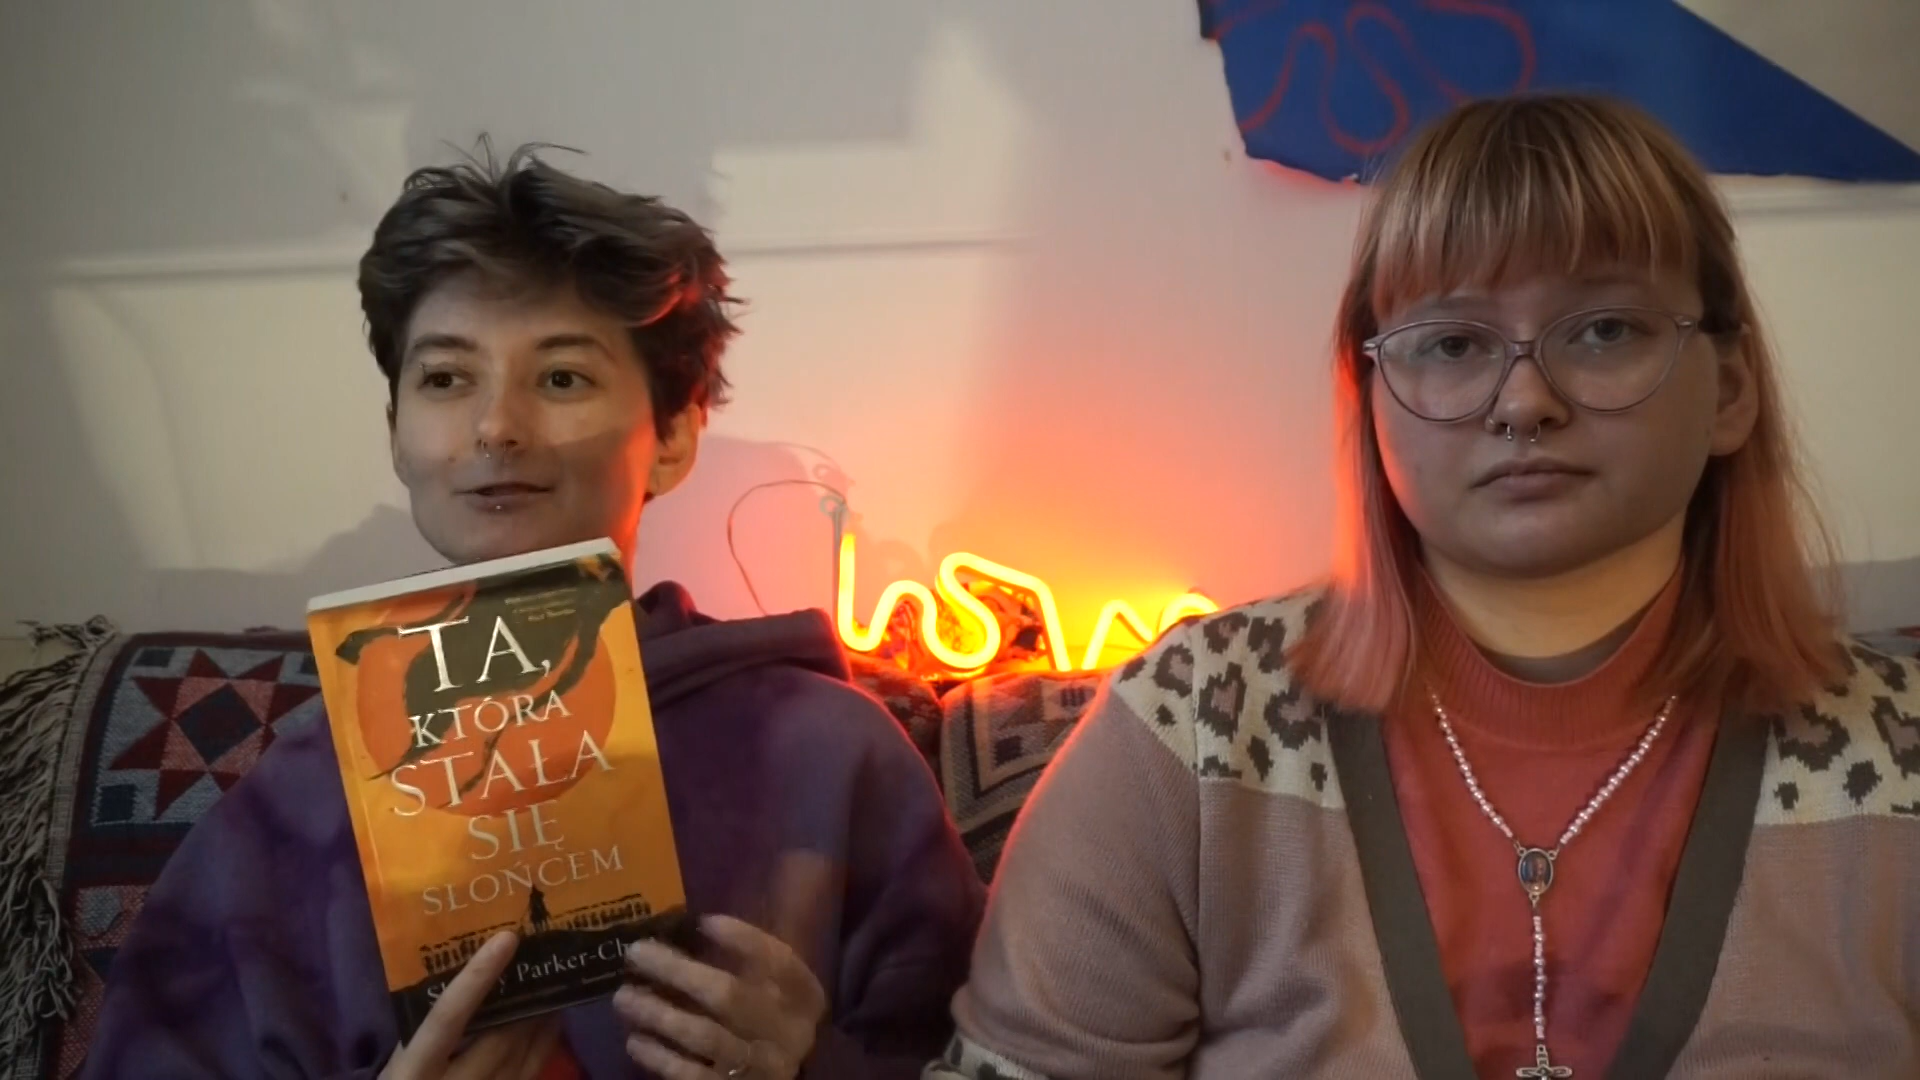 TA,
KTÓRA
STAŁA
SIĘ
SŁOŃCEM
Parker-Ch